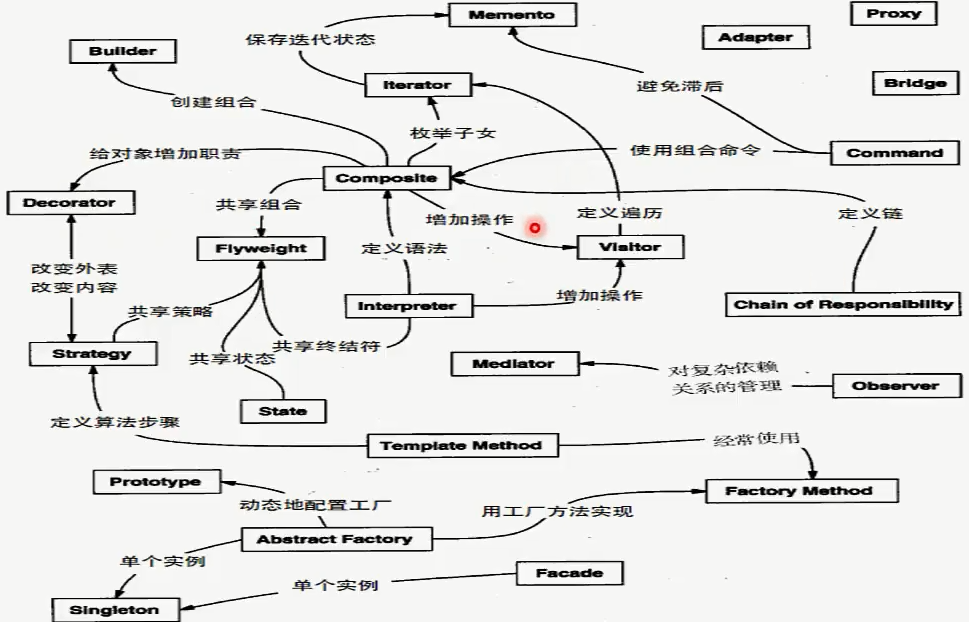 Memento
Proxy
Adapter
保存迭代状态
Builder
Iterator
Bridge
避免滞后
创建组合
枚举子女
给对象增加职责
使用组合命令
Command
Composite
Decorator
共享组合
增加操作
定义遍历
定义链
Flyweight
定义语法
Visitor
改变外表
改变内容
增加操作
Interpreter
Chain of Responsibility
共享策略
共享状态
共享终结符
Strategy
Mediator
对复杂依赖
关系的管理
Observer
State
定义算法步骤
Template Method
经常使用
Prototype
Factory Method
动态地配置工厂
用工厂方法实现
Abstract Factory
单个实例
Facade
单个实例
Singleton